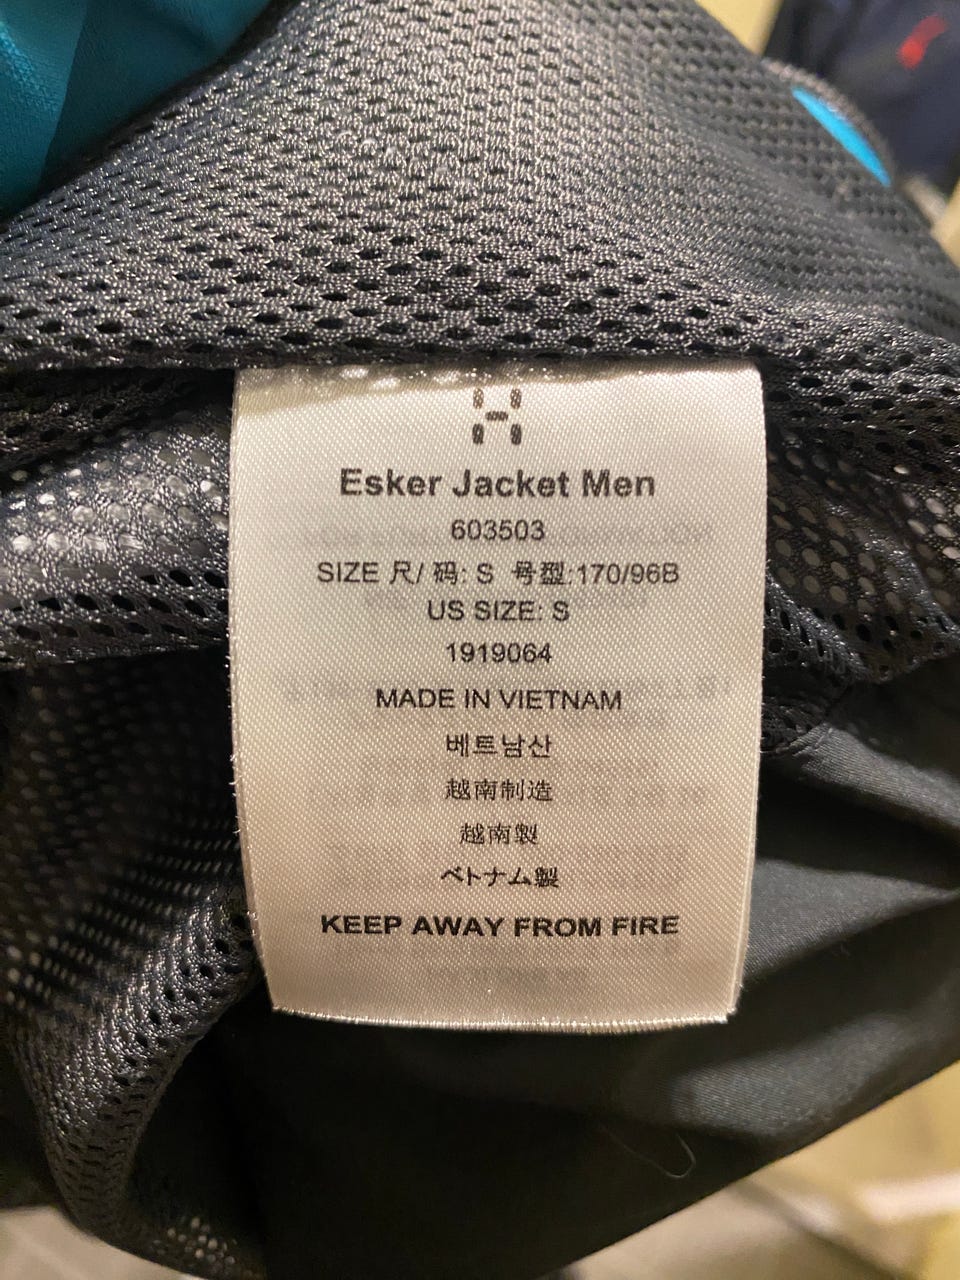 Esker Jacket Men
603503
SIZE 尺/ 码: S 号型:170/96B
US SIZE: S
1919064
MADE IN VIETNAM
베트남산
越南制造
越南製
ベトナム製
KEEP AWAY FROM FIRE